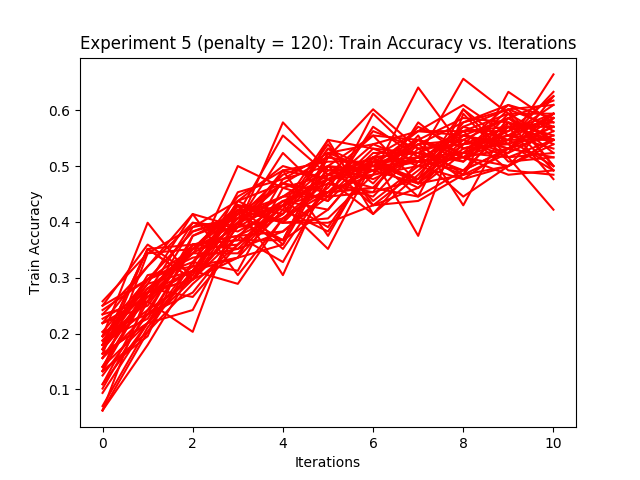 Experiment 5 (penalty = 120): Train Accuracy vs. Iterations
Train Accuracy
0.6
0.5
0.4
0.3
0.2
0.1
0 2 4 6 8 10
Iterations